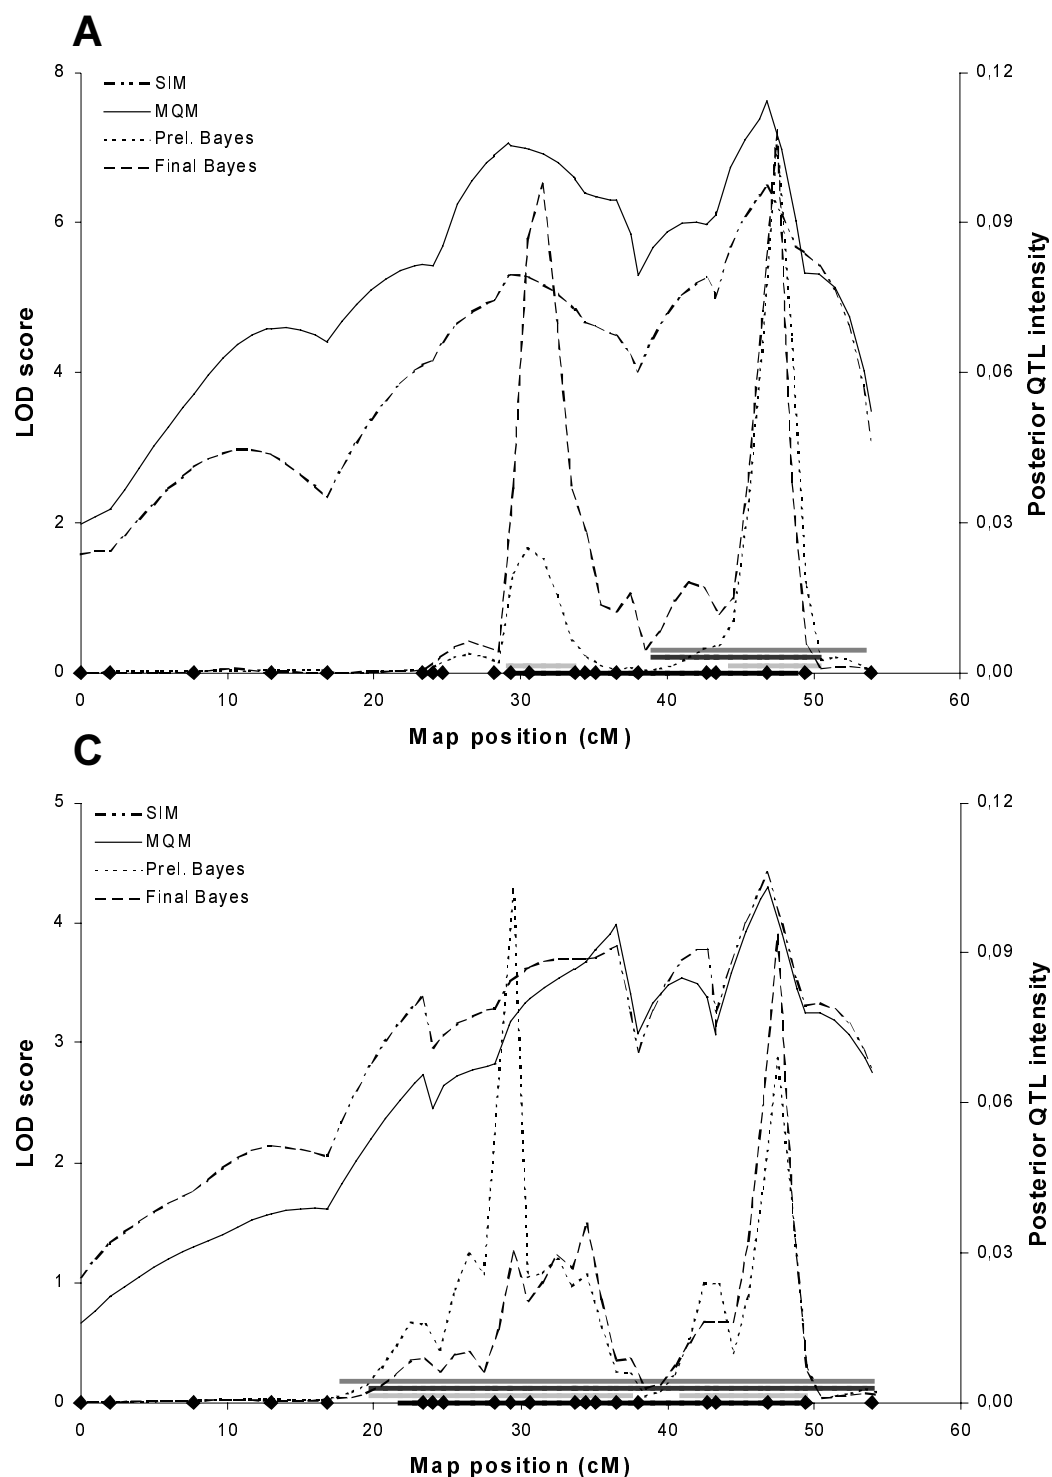 A
8 0,12
SIM
MQM
Prel. Bayes
Final Bayes
6 0,09
4 0,06
2 0,03
0 0,00
0 10 20 30 40 50 60
LOD score
Posterior QTL intensity
Map position (cM)
C
5 0,12
SIM
MQM
Prel. Bayes
Final Bayes
4
0,09
3
0,06
2
0,03
1
0 0,00
0 10 20 30 40 50 60
LOD score
Posterior QTL intensity
Map position (cM)